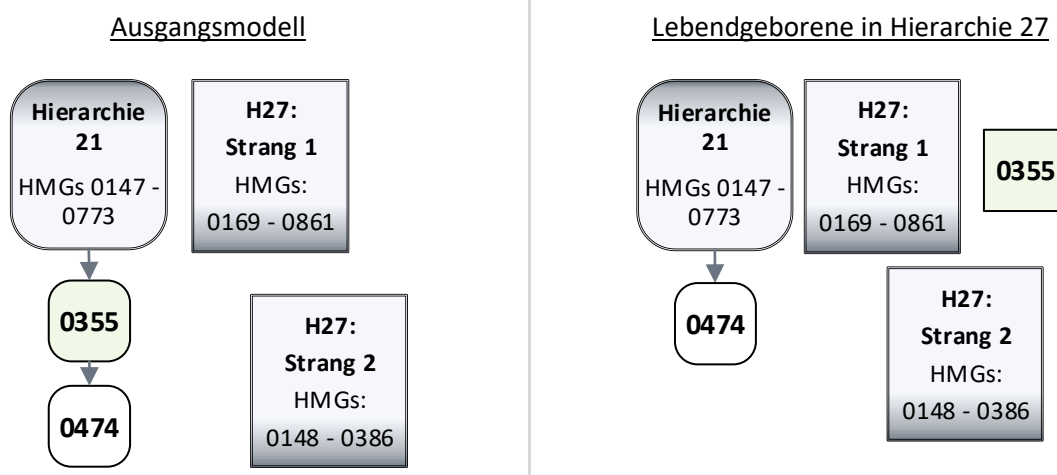 Ausgangsmodell
Hierarchie
21
HMGs 0147 -
0773
H27:
Strang 1
HMGs:
0169 - 0861
0355
0474
H27:
Strang 2
HMGs:
0148 - 0386
Lebendgeborene in Hierarchie 27
Hierarchie
21
HMGs 0147 -
0773
H27:
Strang 1
HMGs:
0169 - 0861
0355
0474
H27:
Strang 2
HMGs:
0148 - 0386